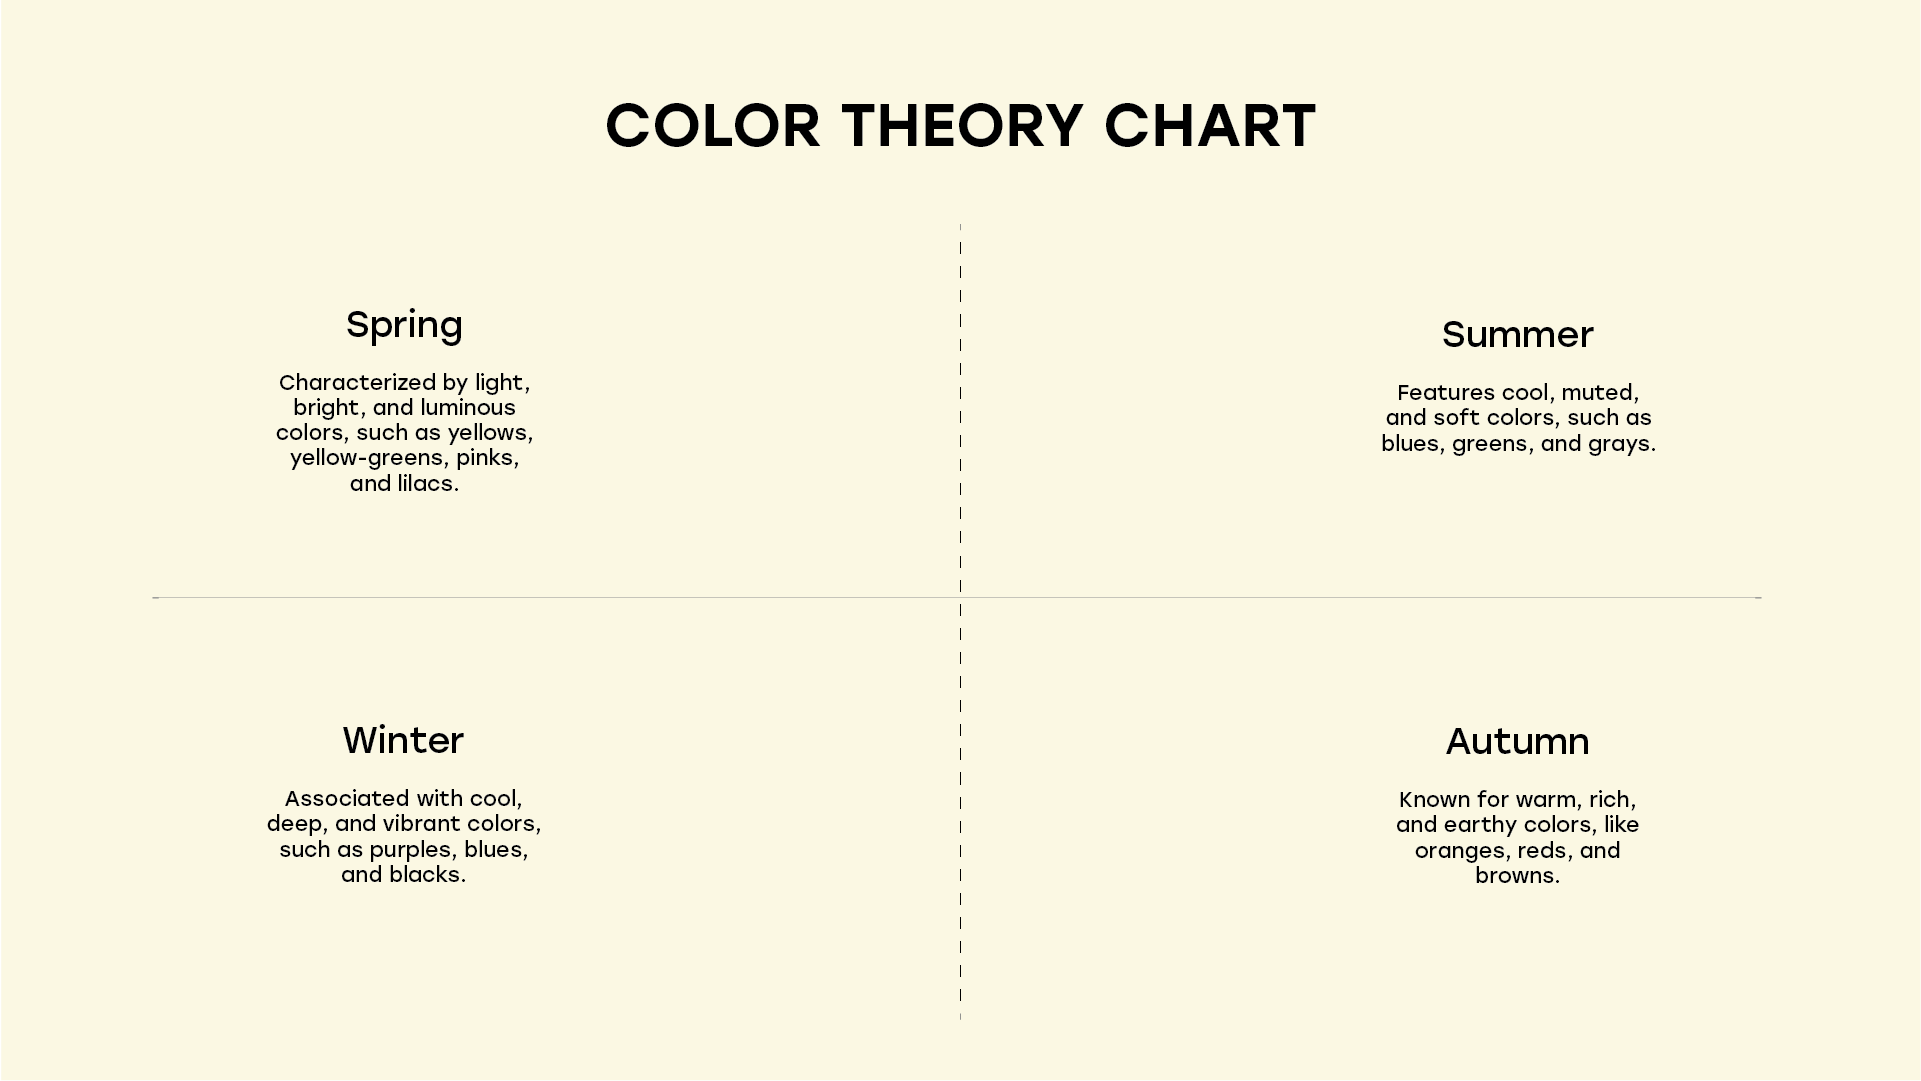 COLOR THEORY CHART
Spring
Characterized by light,
bright, and luminous
colors, such as yellows,
yellow-greens, pinks,
and lilacs.
Summer
Features cool, muted,
and soft colors, such as
blues, greens, and grays.
Winter
Associated with cool,
deep, and vibrant colors,
such as purples, blues,
and blacks.
Autumn
Known for warm, rich,
and earthy colors, like
oranges, reds, and
browns.